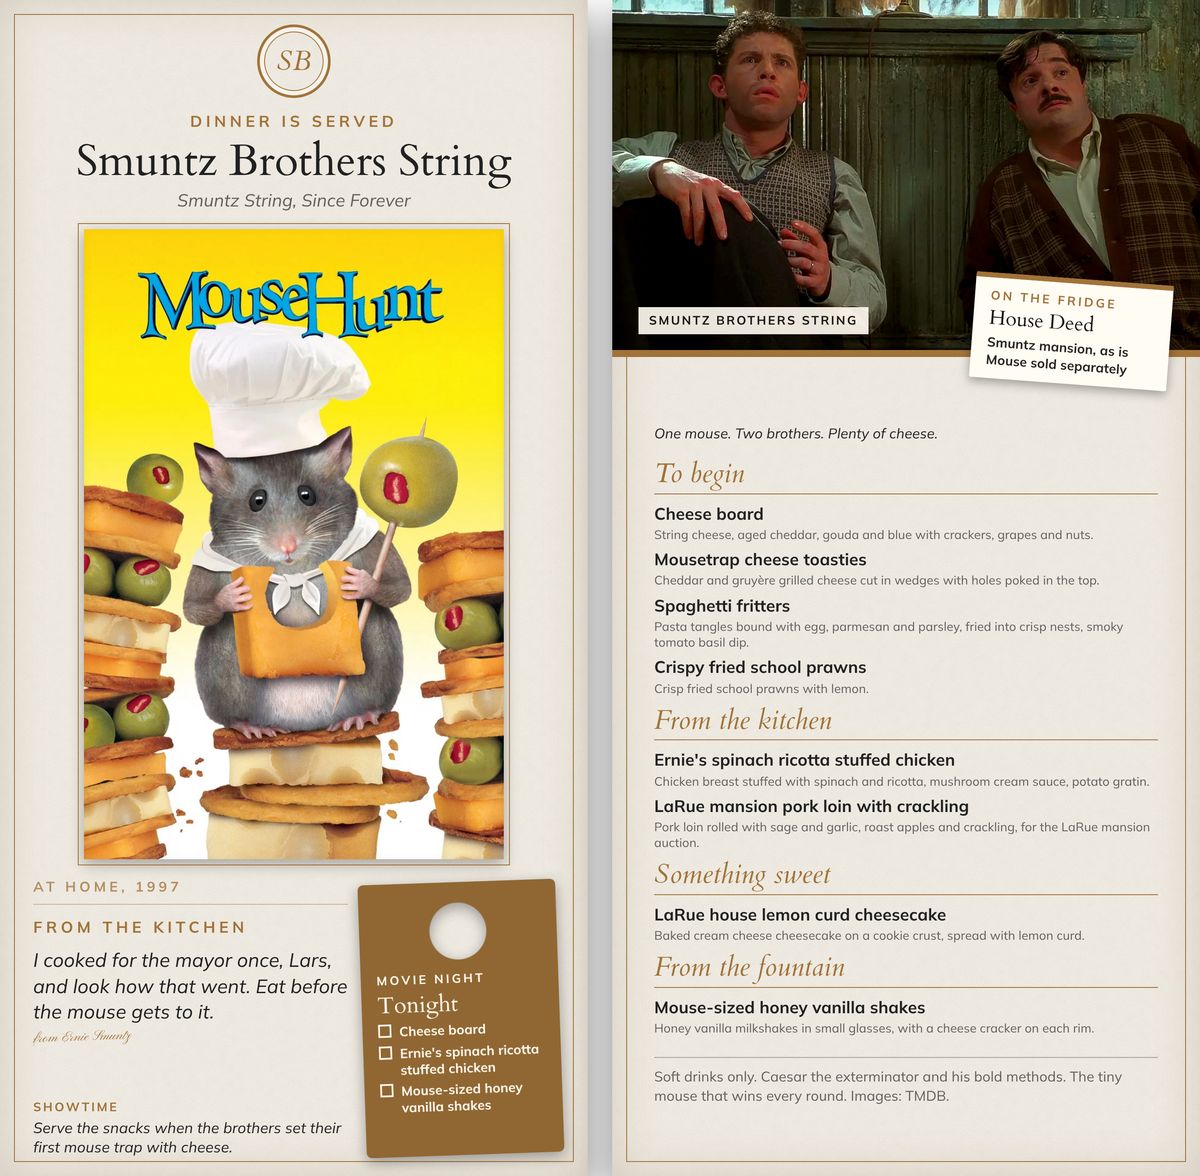 SB
DINNER IS SERVED
Smuntz Brothers String
Smuntz String, Since Forever
MouseHunt
AT HOME, 1997
FROM THE KITCHEN
I cooked for the mayor once, Lars,
and look how that went. Eat before
the mouse gets to it.
from Ernie Smuntz
SHOWTIME
Serve the snacks when the brothers set their
first mouse trap with cheese.
MOVIE NIGHT
Tonight
Cheese board
Ernie's spinach ricotta
stuffed chicken
Mouse-sized honey
vanilla shakes
SMUNTZ BROTHERS STRING
ON THE FRIDGE
House Deed
Smuntz mansion, as is
Mouse sold separately
One mouse. Two brothers. Plenty of cheese.
To begin
Cheese board
String cheese, aged cheddar, gouda and blue with crackers, grapes and nuts.
Mousetrap cheese toasties
Cheddar and gruyère grilled cheese cut in wedges with holes poked in the top.
Spaghetti fritters
Pasta tangles bound with egg, parmesan and parsley, fried into crisp nests, smoky
tomato basil dip.
Crispy fried school prawns
Crisp fried school prawns with lemon.
From the kitchen
Ernie's spinach ricotta stuffed chicken
Chicken breast stuffed with spinach and ricotta, mushroom cream sauce, potato gratin.
LaRue mansion pork loin with crackling
Pork loin rolled with sage and garlic, roast apples and crackling, for the LaRue mansion
auction.
Something sweet
LaRue house lemon curd cheesecake
Baked cream cheese cheesecake on a cookie crust, spread with lemon curd.
From the fountain
Mouse-sized honey vanilla shakes
Honey vanilla milkshakes in small glasses, with a cheese cracker on each rim.
Soft drinks only. Caesar the exterminator and his bold methods. The tiny
mouse that wins every round. Images: TMDB.